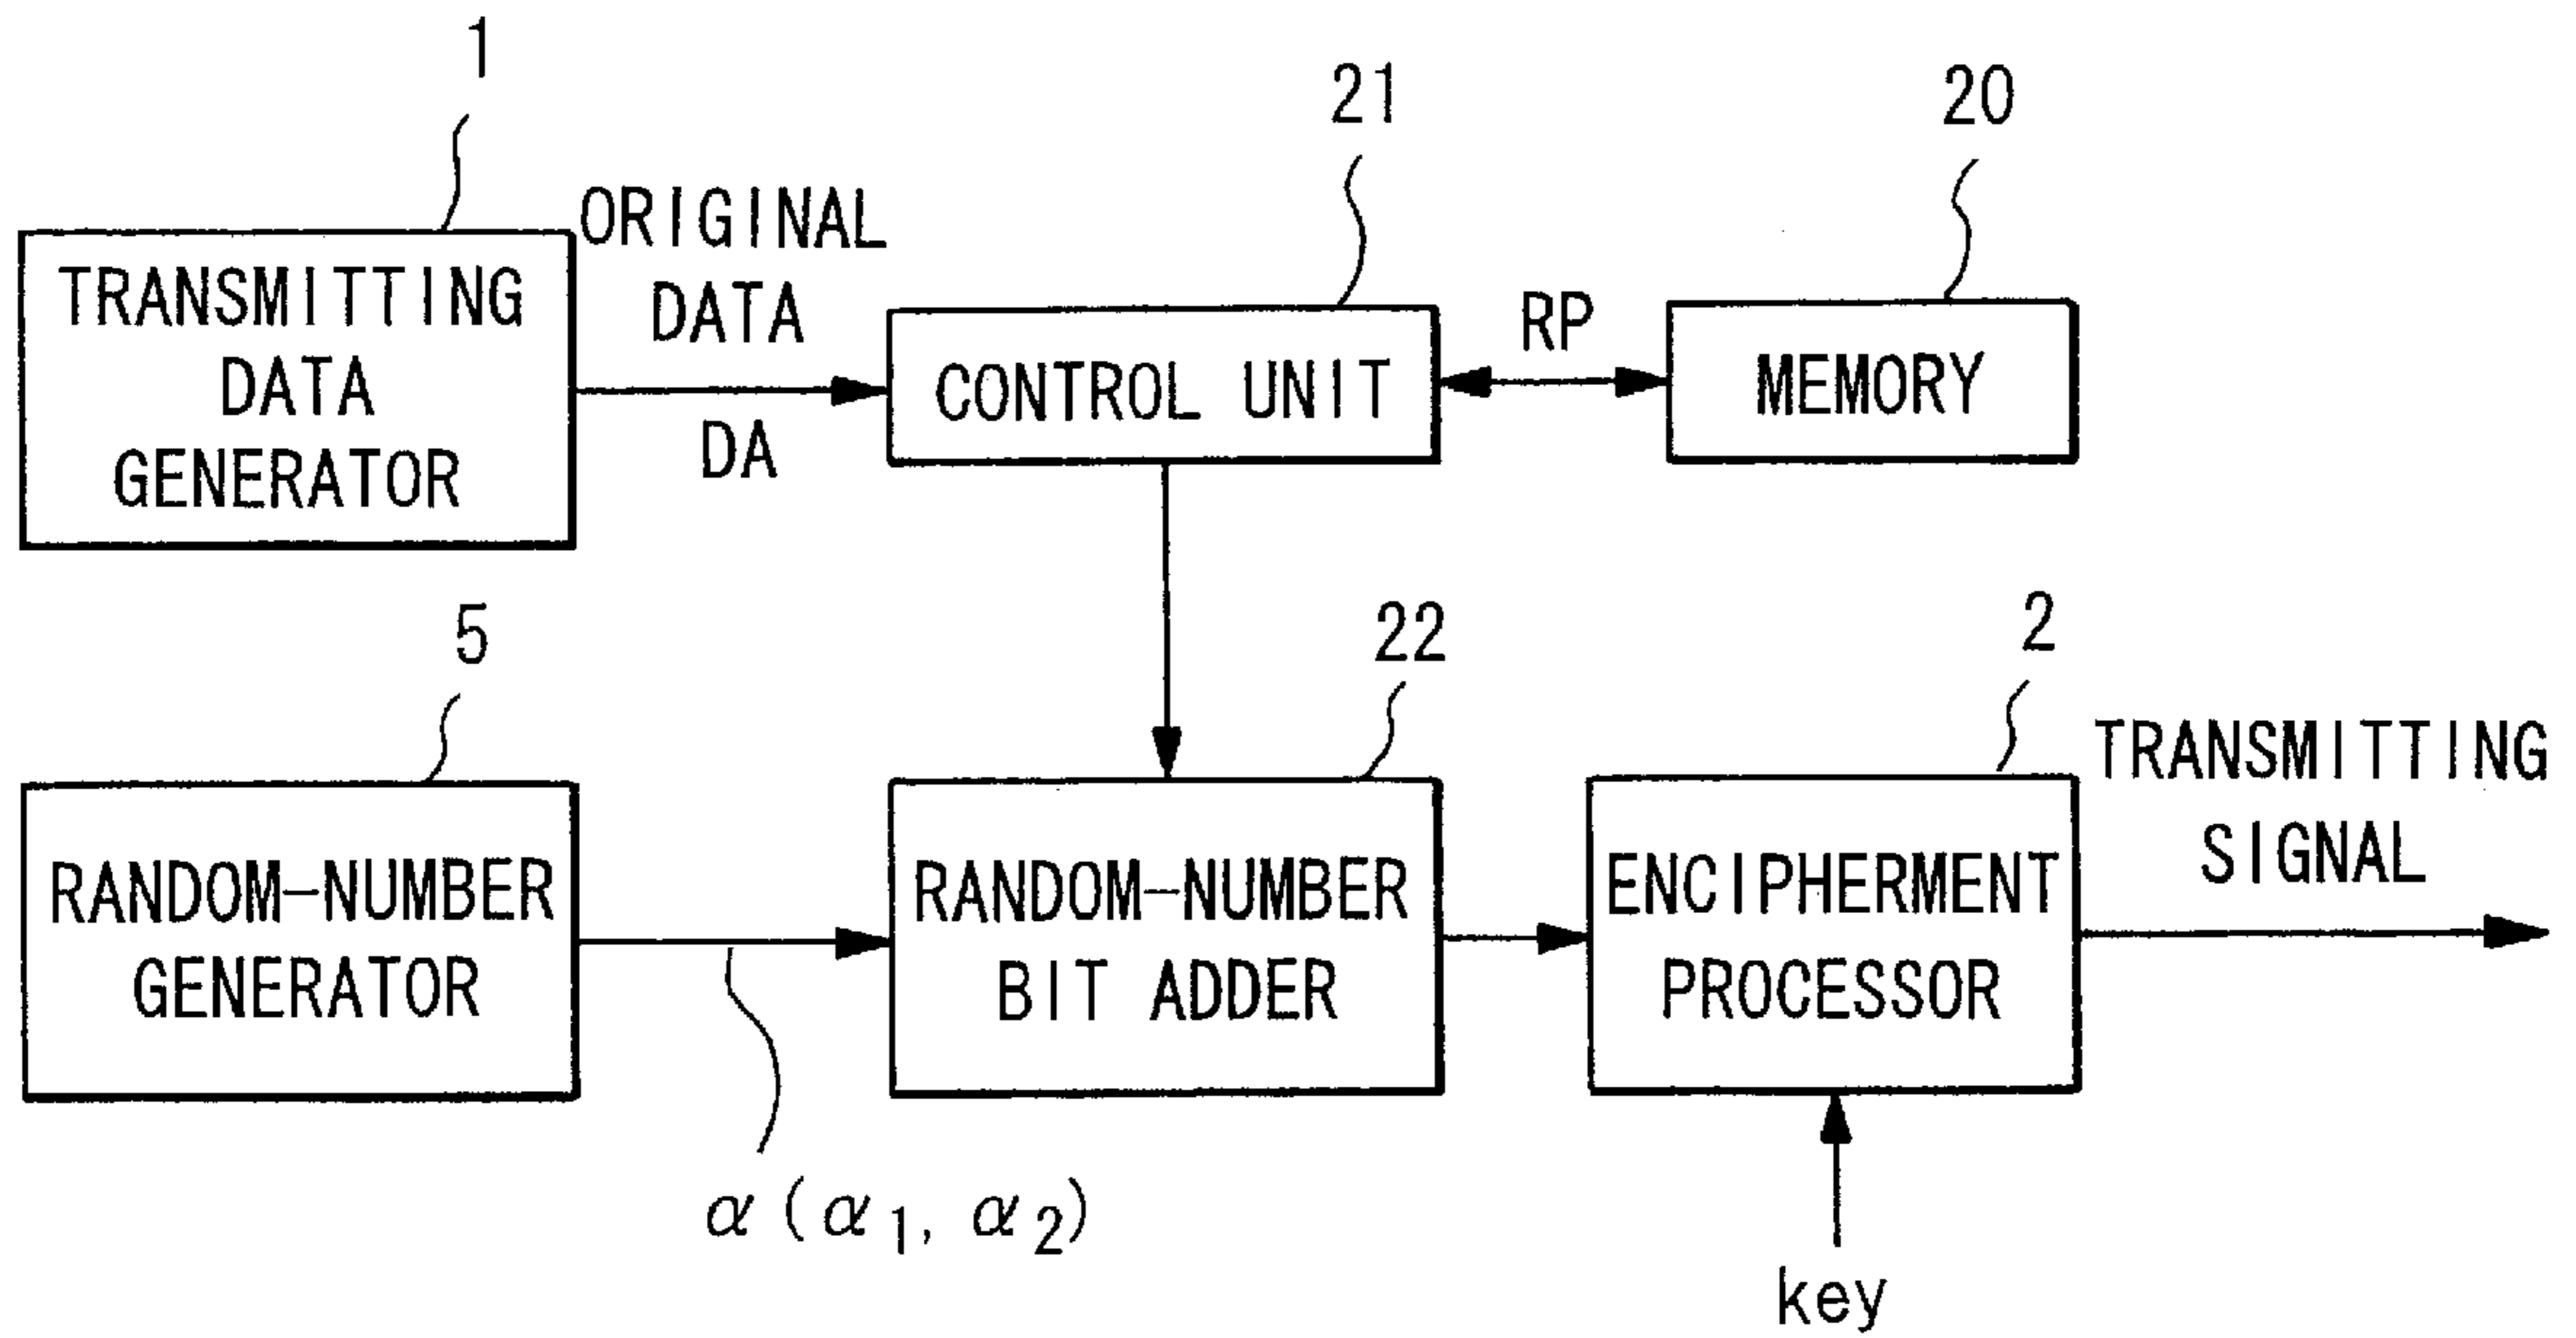 1
21
20
ORIGINAL
DATA
DA
TRANSMITTING
DATA
GENERATOR
CONTROL UNIT
RP
MEMORY
5
22
2
RANDOM-NUMBER
GENERATOR
α(α1, α2)
RANDOM-NUMBER
BIT ADDER
ENCIPHERMENT
PROCESSOR
TRANSMITTING
SIGNAL
key